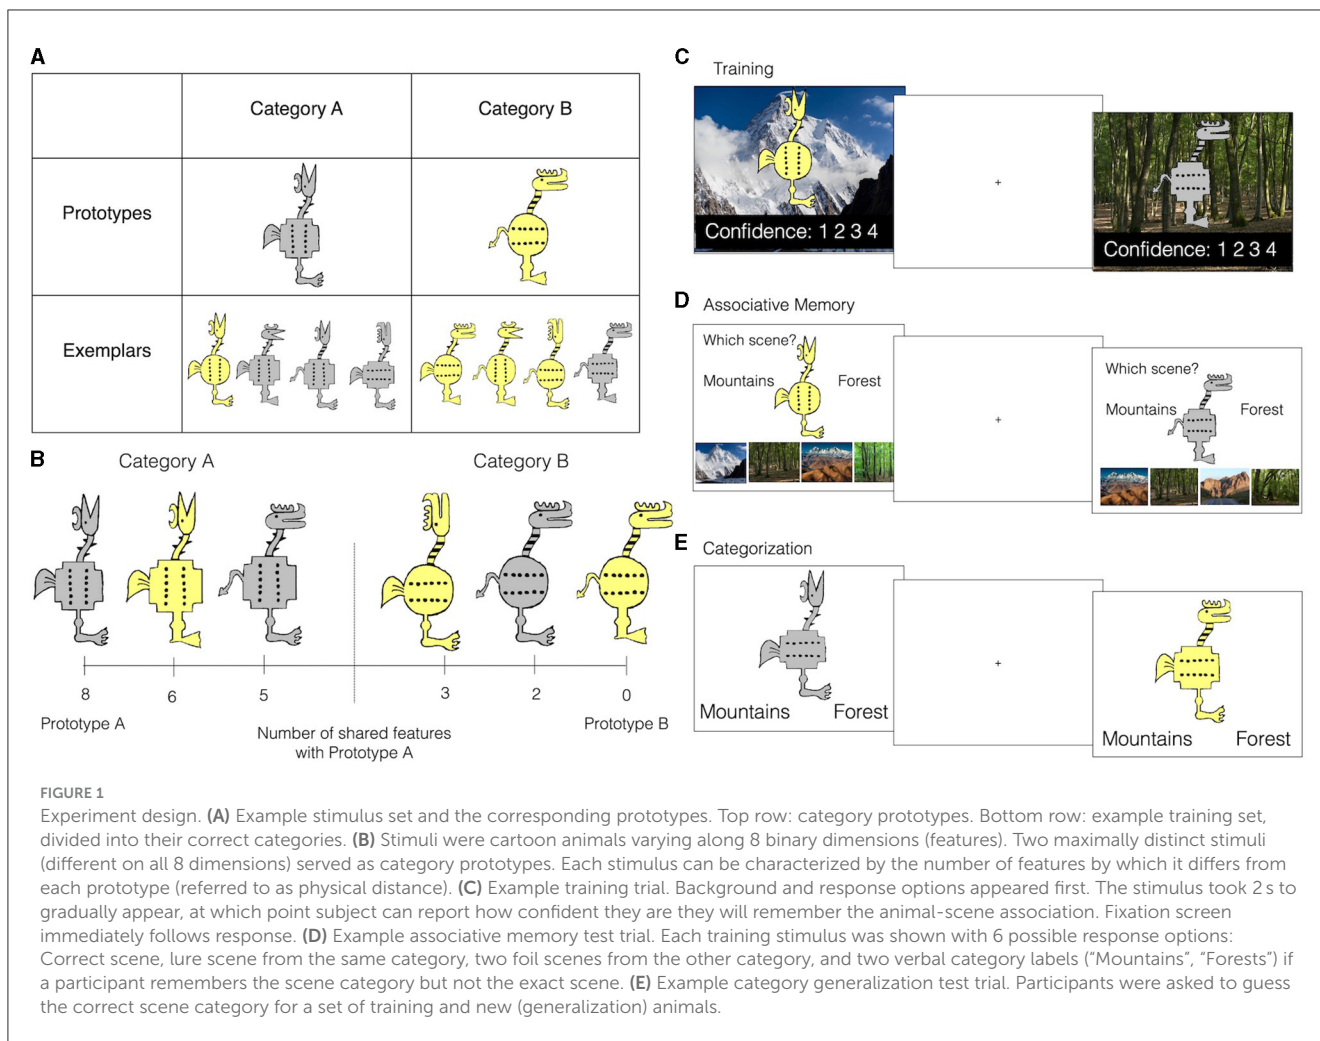 A
Category A
Category B
Prototypes
Exemplars
B
Category A
Category B
8
6
5
3
2
0
Prototype A
Number of shared features
with Prototype A
Prototype B
C
Training
Confidence: 1 2 3 4
+
Confidence: 1 2 3 4
D
Associative Memory
Which scene?
Mountains
Forest
+
Which scene?
Mountains
Forest
E
Categorization
Mountains
Forest
+
Mountains
Forest
FIGURE 1
Experiment design. (A) Example stimulus set and the corresponding prototypes. Top row: category prototypes. Bottom row: example training set,
divided into their correct categories. (B) Stimuli were cartoon animals varying along 8 binary dimensions (features). Two maximally distinct stimuli
(different on all 8 dimensions) served as category prototypes. Each stimulus can be characterized by the number of features by which it differs from
each prototype (referred to as physical distance). (C) Example training trial. Background and response options appeared first. The stimulus took 2 s to
gradually appear, at which point subject can report how confident they are they will remember the animal-scene association. Fixation screen
immediately follows response. (D) Example associative memory test trial. Each training stimulus was shown with 6 possible response options:
Correct scene, lure scene from the same category, two foil scenes from the other category, and two verbal category labels (“Mountains”, “Forests”) if
a participant remembers the scene category but not the exact scene. (E) Example category generalization test trial. Participants were asked to guess
the correct scene category for a set of training and new (generalization) animals.